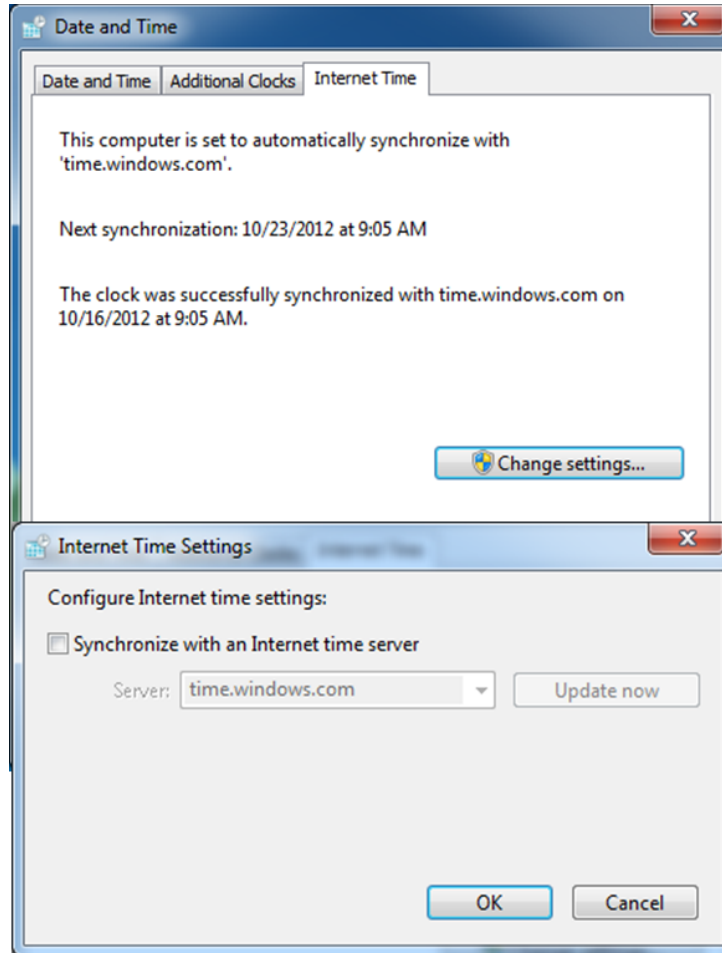 Date and Time
Date and Time
Additional Clocks
Internet Time
This computer is set to automatically synchronize with
'time.windows.com'.
Next synchronization: 10/23/2012 at 9:05 AM
The clock was successfully synchronized with time.windows.com on
10/16/2012 at 9:05 AM.
Change settings...
Internet Time Settings
Configure Internet time settings:
Synchronize with an Internet time server
Server: time.windows.com
Update now
OK
Cancel